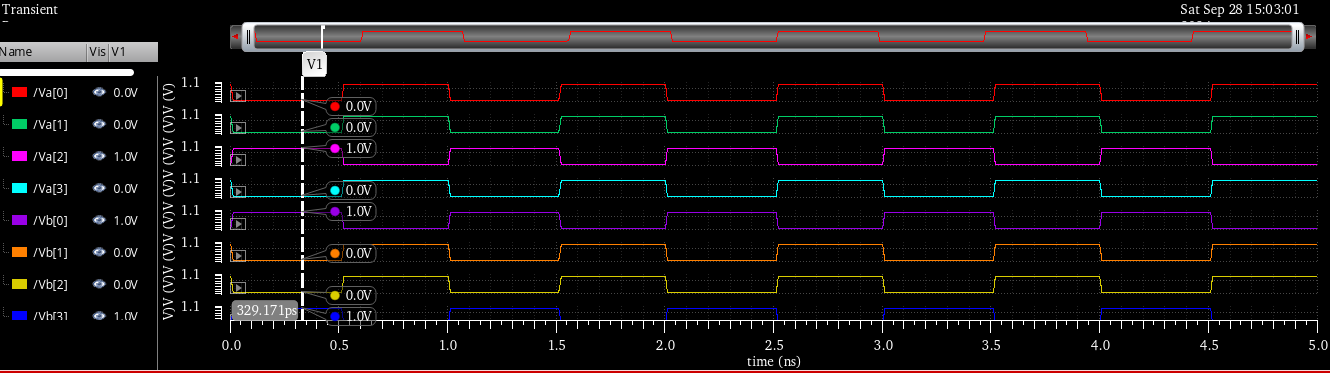 Transient
Sat Sep 28 15:03:01
Name Vis V1
V1
/Va[0] 0.0V
/Va[1] 0.0V
/Va[2] 1.0V
/Va[3] 0.0V
/Vb[0] 1.0V
/Vb[1] 0.0V
/Vb[2] 0.0V
/Vb[3] 1.0V
V)V (V)V (V)V (V)V (V)V (V)V (V)V (V)
1.1
1.1
1.1
1.1
1.1
1.1
1.1
1.1
0.0V
0.0V
1.0V
0.0V
1.0V
0.0V
0.0V
1.0V
329.171ps
0.0 0.5 1.0 1.5 2.0 2.5 3.0 3.5 4.0 4.5 5.0
time (ns)